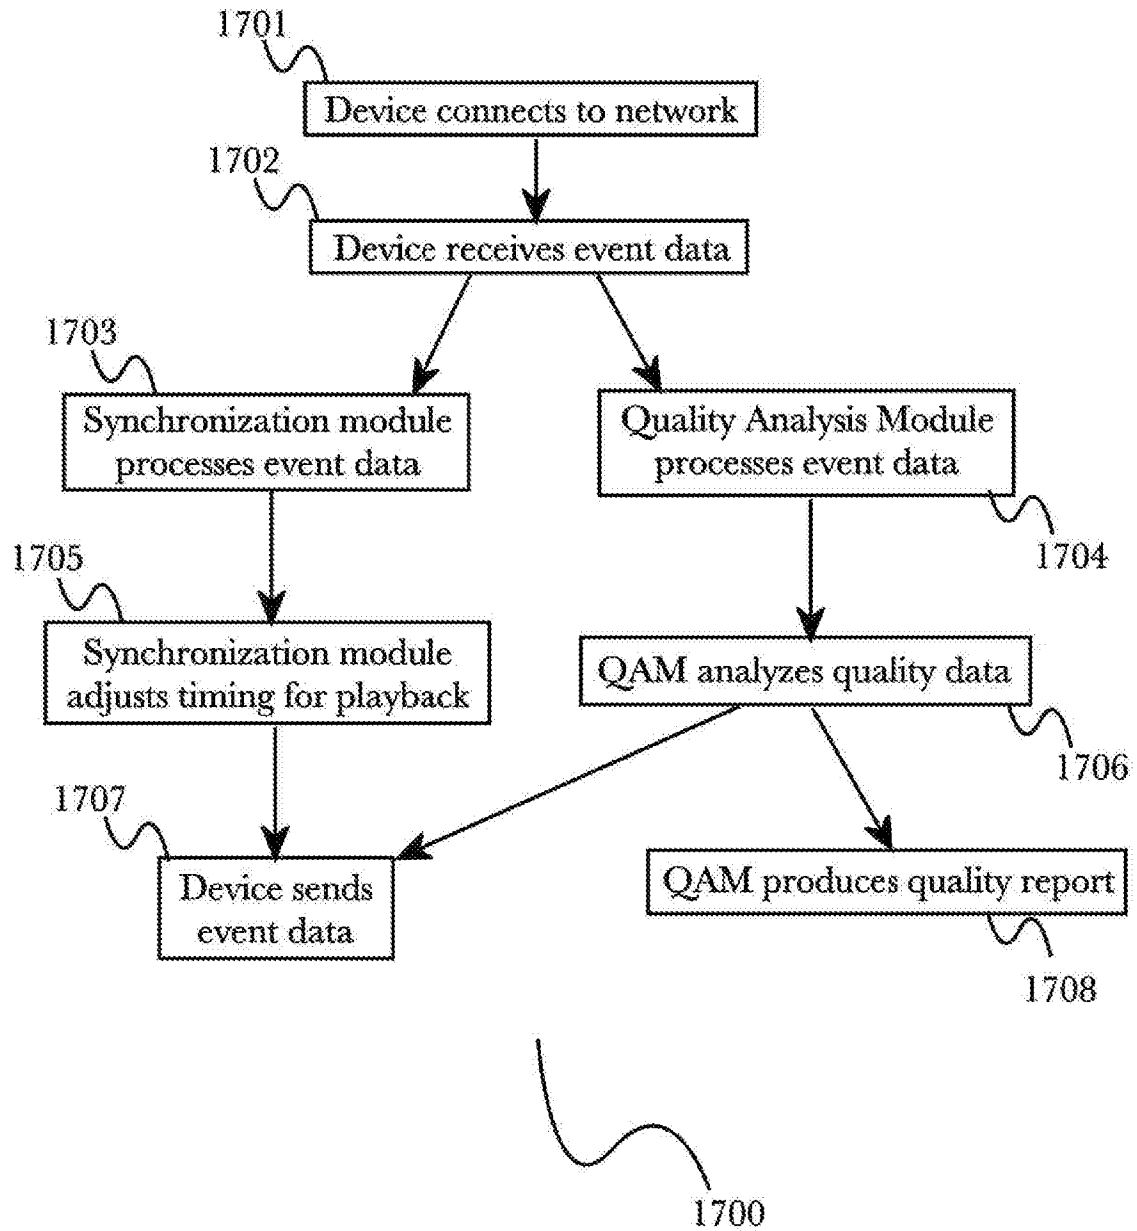 1701
Device connects to network
1702
Device receives event data
1703
Synchronization module
processes event data
Quality Analysis Module
processes event data
1704
1705
Synchronization module
adjusts timing for playback
QAM analyzes quality data
1706
1707
Device sends
event data
QAM produces quality report
1708
1700